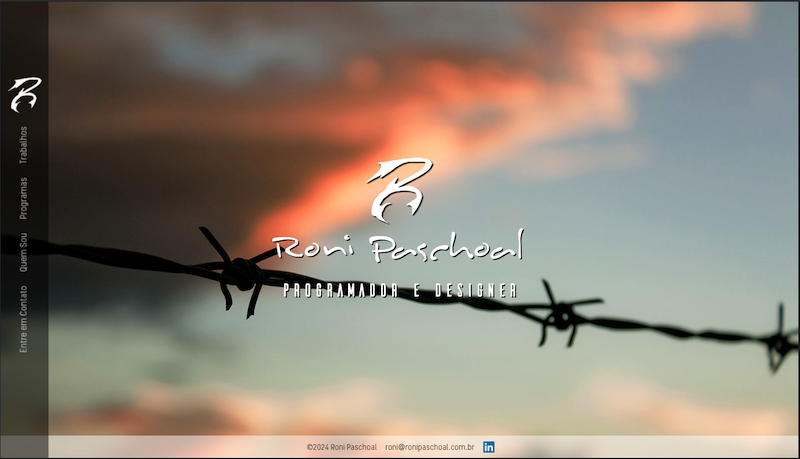 Trabalhos
Programas
Quem Sou
Entre em Contato
Roni Paschoal
PROGRAMADOR E DESIGNER
©2024 Roni Paschoal roni@ronipaschoal.com.br in